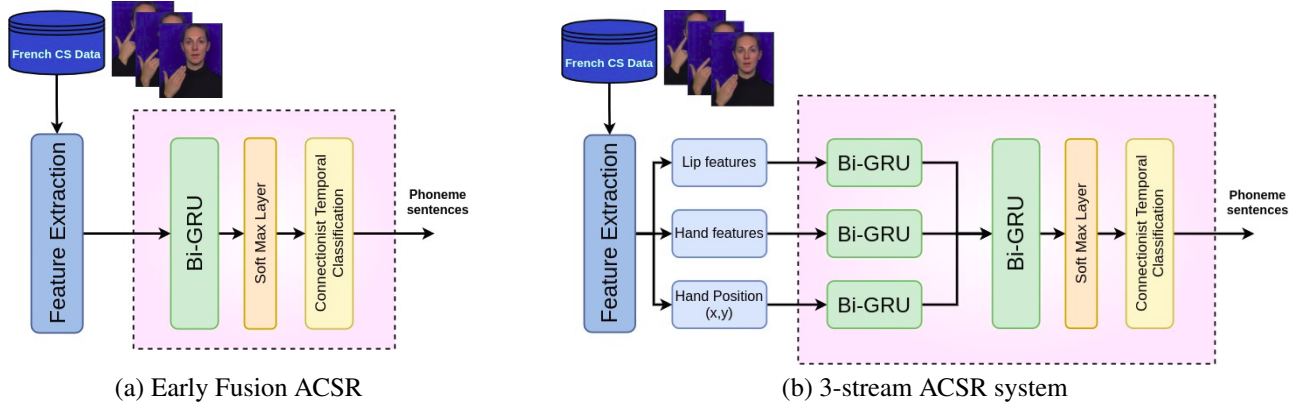 French CS Data
Feature Extraction
Bi-GRU
Soft Max Layer
Connectionist Temporal
Classification
Phoneme
sentences
(a) Early Fusion ACSR
French CS Data
Feature Extraction
Lip features
Hand features
Hand Position
(x,y)
Bi-GRU
Bi-GRU
Bi-GRU
Bi-GRU
Soft Max Layer
Connectionist Temporal
Classification
Phoneme
sentences
(b) 3-stream ACSR system